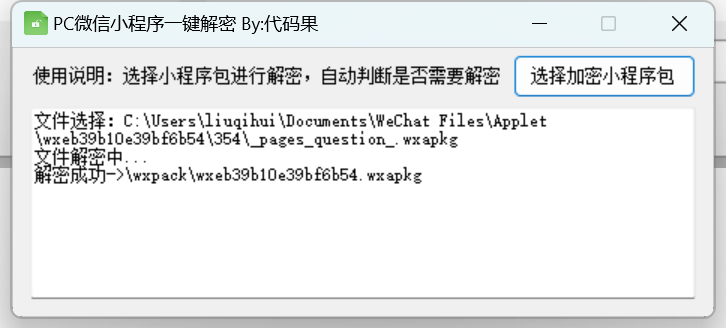 PC微信小程序一键解密 By:代码果
使用说明：选择小程序包进行解密，自动判断是否需要解密
选择加密小程序包
文件选择：C:\Users\liuqihui\Documents\WeChat Files\Applet
\wxeb39b10e39bf6b54\354\_pages_question_.wxapkg
文件解密中...
解密成功->\wxpack\wxeb39b10e39bf6b54.wxapkg